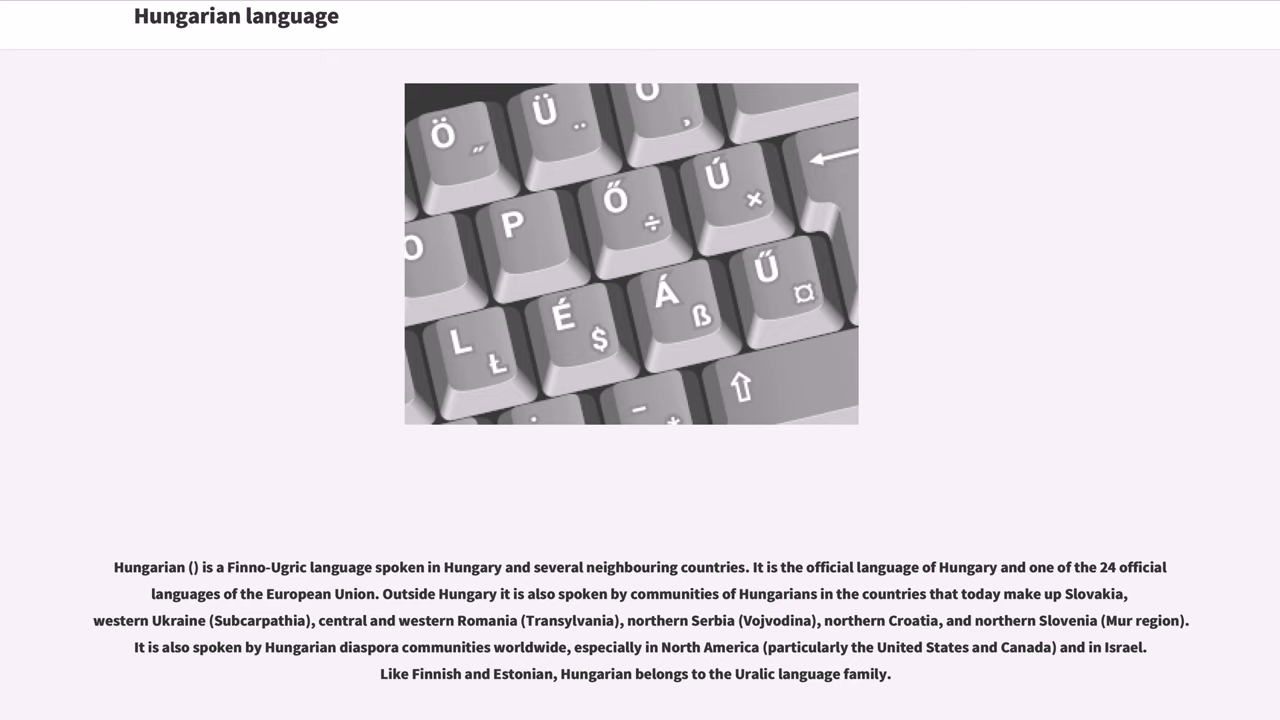 Hungarian language
Ö ˝ Ü ¨ Ó ¸
O P Ő ÷ Ú ×
L Ł É $ Á ß Ű ¤
. - *
Hungarian () is a Finno-Ugric language spoken in Hungary and several neighbouring countries. It is the official language of Hungary and one of the 24 official
languages of the European Union. Outside Hungary it is also spoken by communities of Hungarians in the countries that today make up Slovakia,
western Ukraine (Subcarpathia), central and western Romania (Transylvania), northern Serbia (Vojvodina), northern Croatia, and northern Slovenia (Mur region).
It is also spoken by Hungarian diaspora communities worldwide, especially in North America (particularly the United States and Canada) and in Israel.
Like Finnish and Estonian, Hungarian belongs to the Uralic language family.